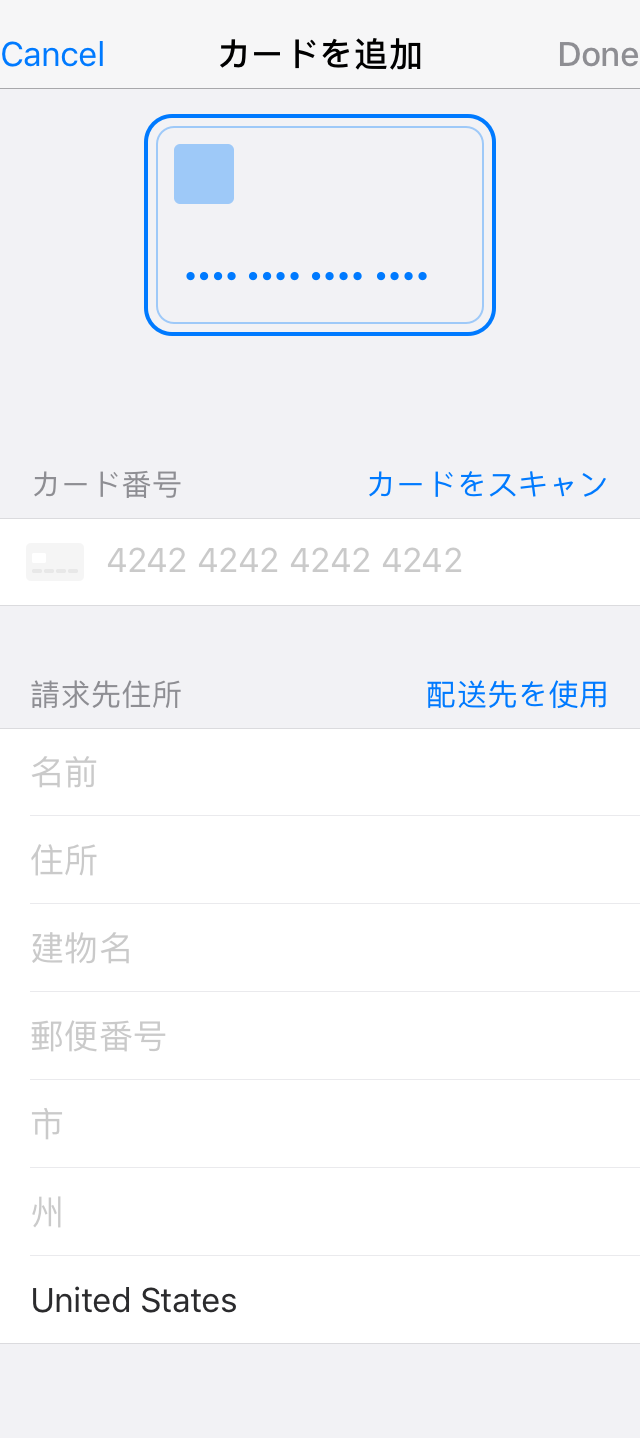 Cancel カードを追加 Done
•••• •••• •••• ••••
カード番号 カードをスキャン
4242 4242 4242 4242
請求先住所 配送先を使用
名前
住所
建物名
郵便番号
市
州
United States